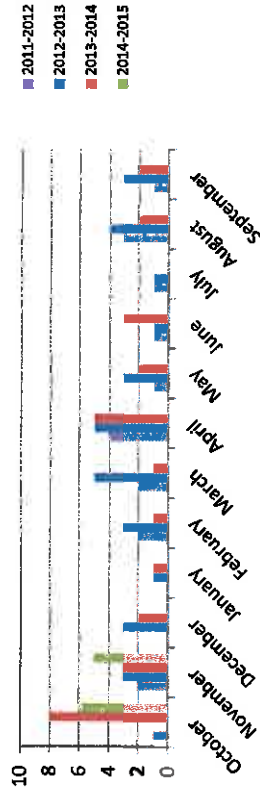 10
8
6
4
2
0
October
November
December
January
February
March
April
May
June
July
August
September
2011-2012
2012-2013
2013-2014
2014-2015